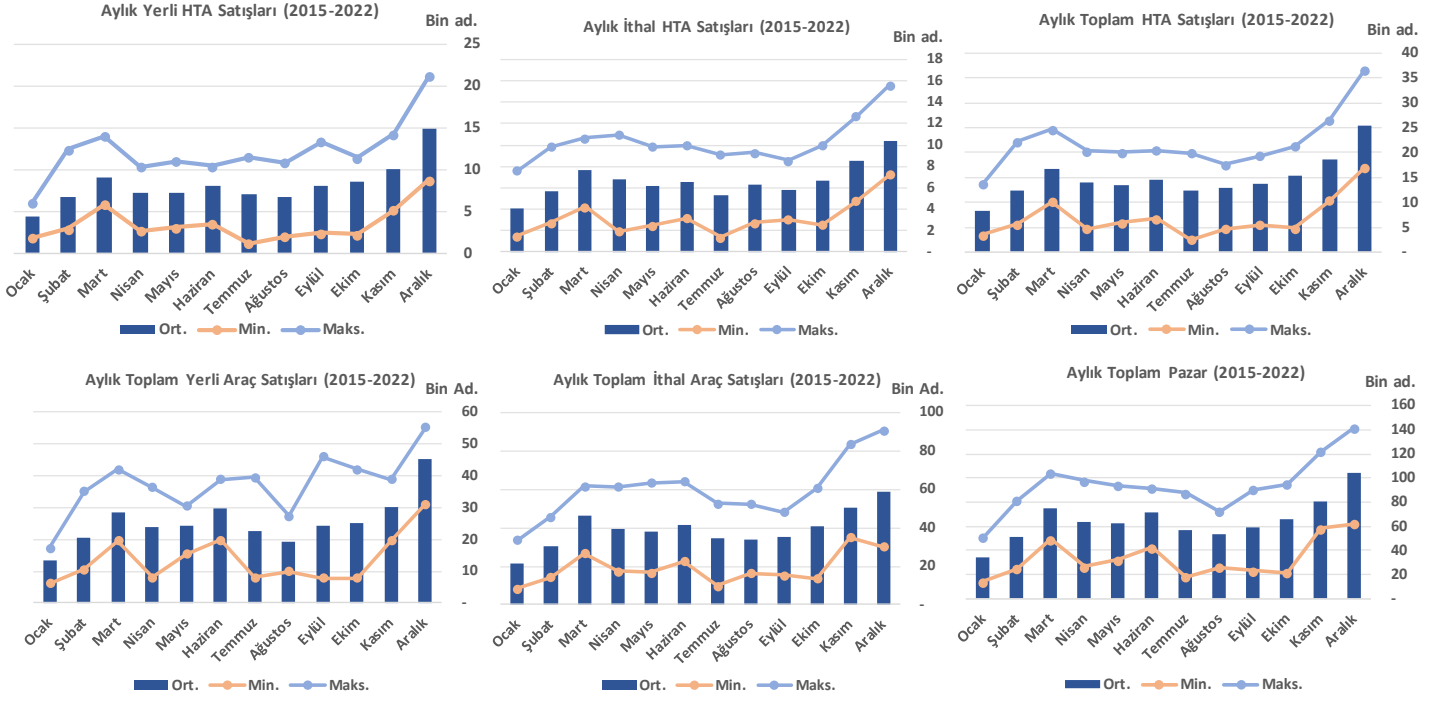 Aylık Yerli HTA Satışları (2015-2022)
Bin ad.
25
20
15
10
5
0
Ocak
Şubat
Mart
Nisan
Mayıs
Haziran
Temmuz
Ağustos
Eylül
Ekim
Kasım
Aralık
Ort. Min. Maks.
Aylık İthal HTA Satışları (2015-2022)
Bin ad.
18
16
14
12
10
8
6
4
2
-
Ocak
Şubat
Mart
Nisan
Mayıs
Haziran
Temmuz
Ağustos
Eylül
Ekim
Kasım
Aralık
Ort. Min. Maks.
Aylık Toplam HTA Satışları (2015-2022)
Bin ad.
40
35
30
25
20
15
10
5
-
Ocak
Şubat
Mart
Nisan
Mayıs
Haziran
Temmuz
Ağustos
Eylül
Ekim
Kasım
Aralık
Ort. Min. Maks.
Aylık Toplam Yerli Araç Satışları (2015-2022)
Bin Ad.
60
50
40
30
20
10
-
Ocak
Şubat
Mart
Nisan
Mayıs
Haziran
Temmuz
Ağustos
Eylül
Ekim
Kasım
Aralık
Ort. Min. Maks.
Aylık Toplam İthal Araç Satışları (2015-2022)
Bin Ad.
100
80
60
40
20
-
Ocak
Şubat
Mart
Nisan
Mayıs
Haziran
Temmuz
Ağustos
Eylül
Ekim
Kasım
Aralık
Ort. Min. Maks.
Aylık Toplam Pazar (2015-2022)
Bin ad.
160
140
120
100
80
60
40
20
-
Ocak
Şubat
Mart
Nisan
Mayıs
Haziran
Temmuz
Ağustos
Eylül
Ekim
Kasım
Aralık
Ort. Min. Maks.